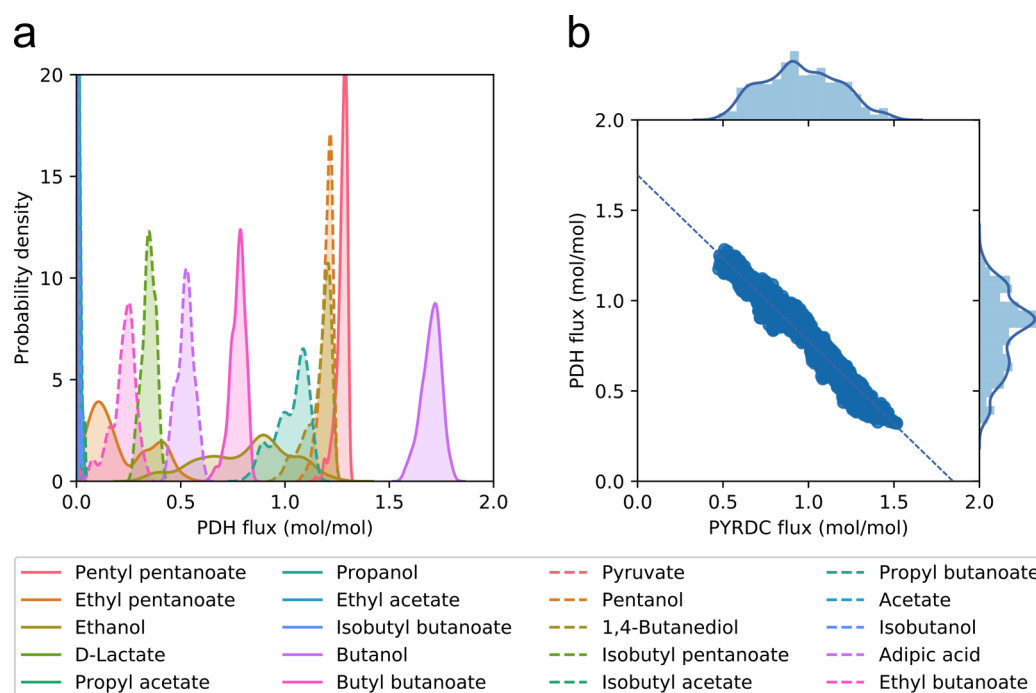 a
b
20
15
10
5
0
Probability density
0.0 0.5 1.0 1.5 2.0
PDH flux (mol/mol)
2.0
1.5
1.0
0.5
0.0
PDH flux (mol/mol)
0.0 0.5 1.0 1.5 2.0
PYRDC flux (mol/mol)
Pentyl pentanoate Propanol Pyruvate Propyl butanoate
Ethyl pentanoate Ethyl acetate Pentanol Acetate
Ethanol Isobutyl butanoate 1,4-Butanediol Isobutanol
D-Lactate Butanol Isobutyl pentanoate Adipic acid
Propyl acetate Butyl butanoate Isobutyl acetate Ethyl butanoate